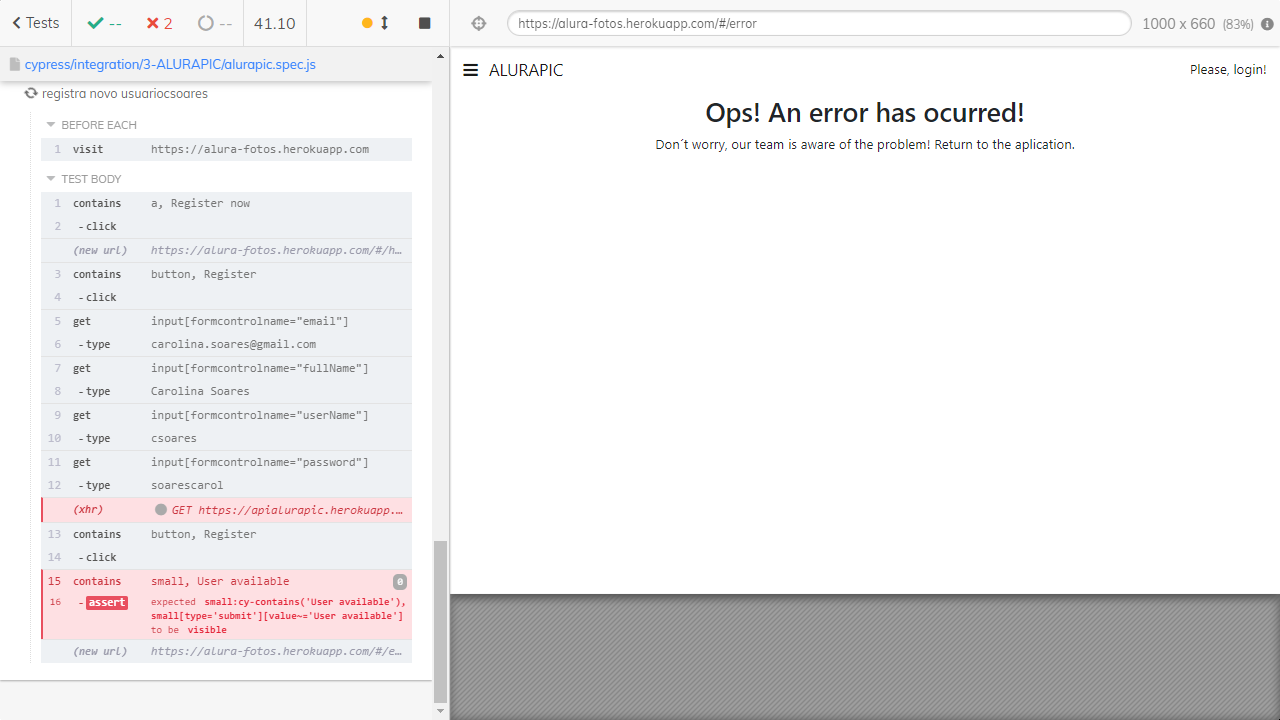 Tests
--
2
--
41.10
https://alura-fotos.herokuapp.com/#/error
1000 x 660 (83%)
cypress/integration/3-ALURAPIC/alurapic.spec.js
registra novo usuariocsoares
BEFORE EACH
1 visit https://alura-fotos.herokuapp.com
TEST BODY
1 contains a, Register now
2 -click
(new url) https://alura-fotos.herokuapp.com/#/h…
3 contains button, Register
4 -click
5 get input[formcontrolname="email"]
6 -type carolina.soares@gmail.com
7 get input[formcontrolname="fullName"]
8 -type Carolina Soares
9 get input[formcontrolname="userName"]
10 -type csoares
11 get input[formcontrolname="password"]
12 -type soarescarol
(xhr) GET https://apialurapic.herokuapp.…
13 contains button, Register
14 -click
15 contains small, User available 0
16 -assert expected small:cy-contains('User available'),
small[type='submit'][value~='User available']
to be visible
(new url) https://alura-fotos.herokuapp.com/#/e…
ALURAPIC
Please, login!
Ops! An error has ocurred!
Don´t worry, our team is aware of the problem! Return to the aplication.